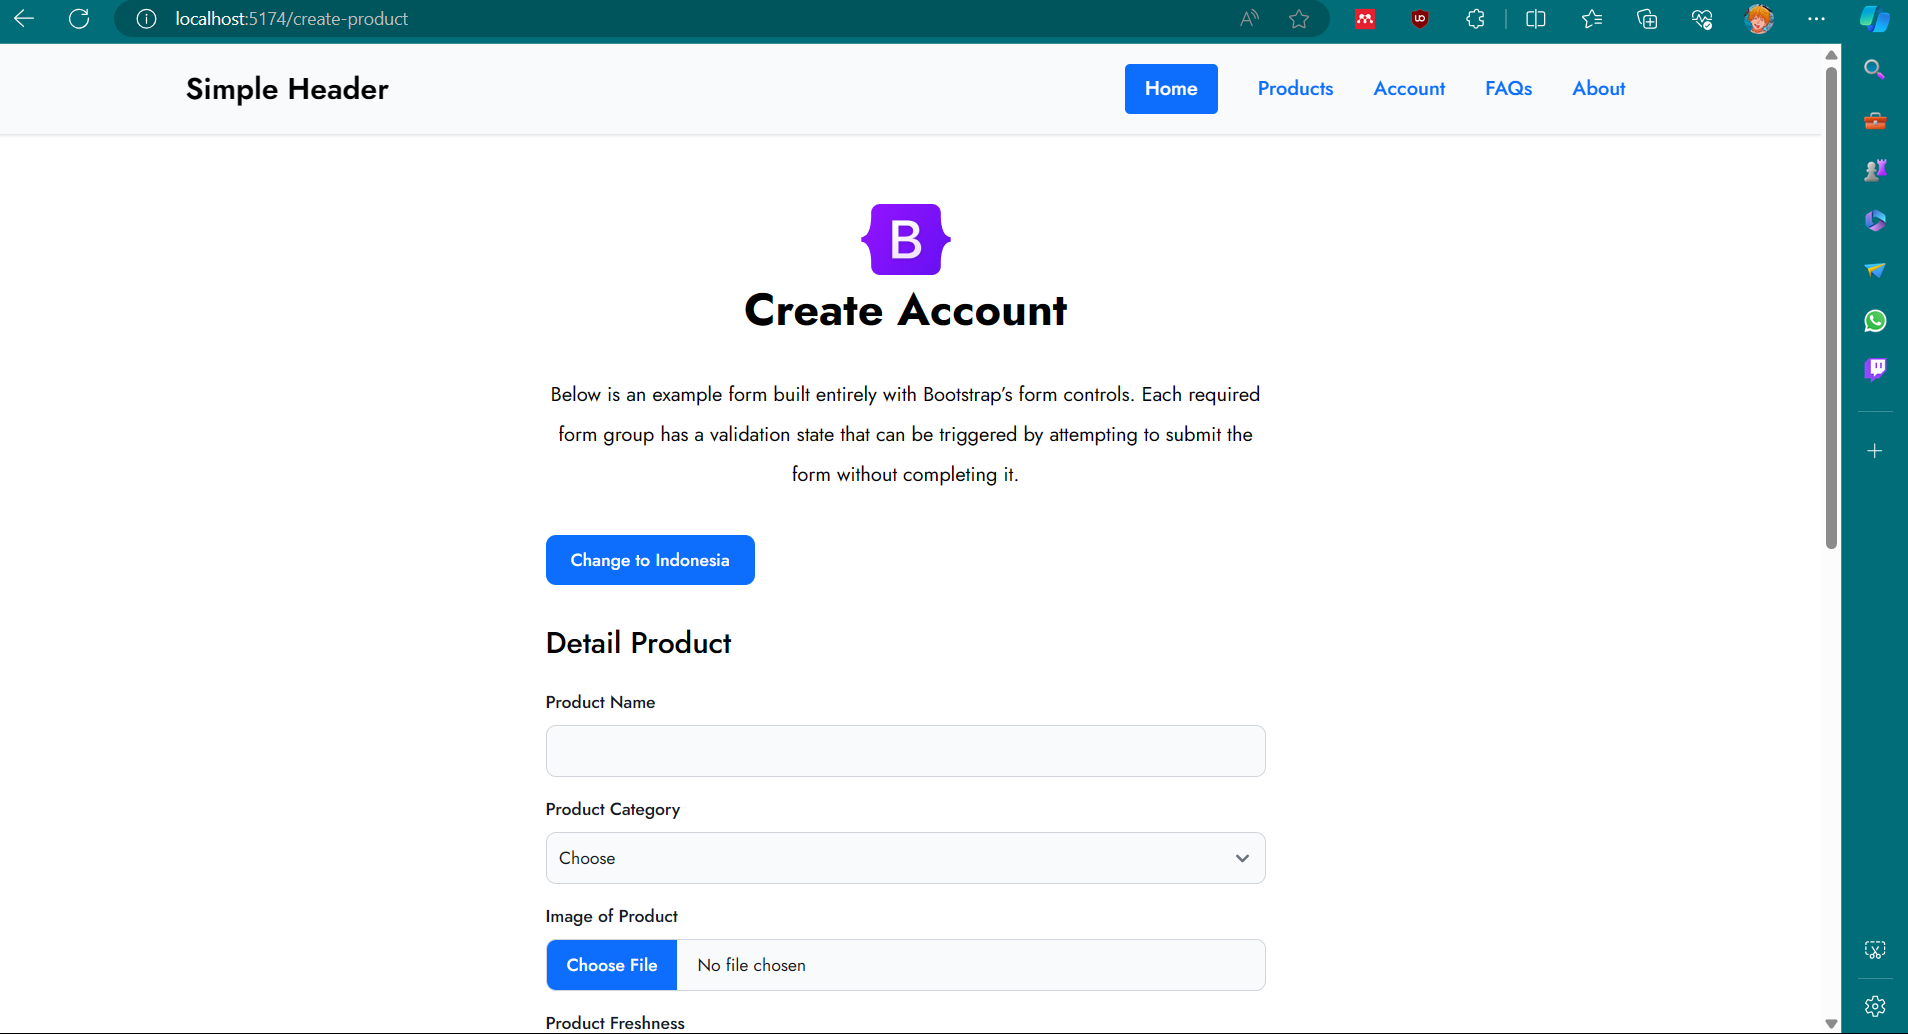 localhost:5174/create-product
Simple Header
Home Products Account FAQs About
B
Create Account
Below is an example form built entirely with Bootstrap’s form controls. Each required
form group has a validation state that can be triggered by attempting to submit the
form without completing it.
Change to Indonesia
Detail Product
Product Name
Product Category
Choose
Image of Product
Choose File No file chosen
Product Freshness